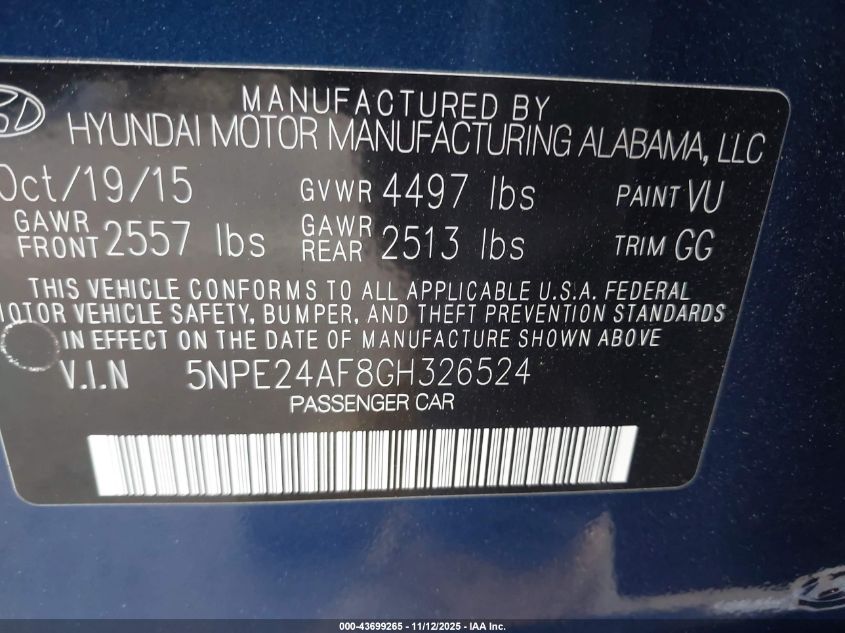 MANUFACTURED BY
HYUNDAI MOTOR MANUFACTURING ALABAMA, LLC
Oct/19/15 GVWR 4497 lbs PAINT VU
GAWR FRONT 2557 lbs GAWR REAR 2513 lbs TRIM GG
THIS VEHICLE CONFORMS TO ALL APPLICABLE U.S.A. FEDERAL
MOTOR VEHICLE SAFETY, BUMPER, AND THEFT PREVENTION STANDARDS
IN EFFECT ON THE DATE OF MANUFACTURE SHOWN ABOVE
V.I.N 5NPE24AF8GH326524
PASSENGER CAR
000-43699265 - 11/12/2025 - IAA Inc.